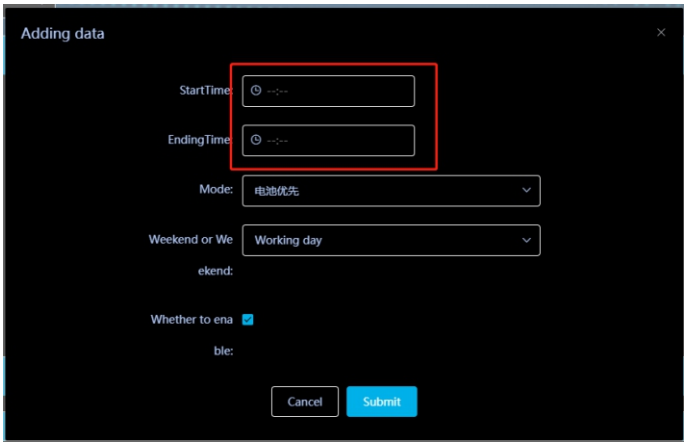 Adding data
StartTime:
--:--
EndingTime
--:--
Mode:
电池优先
Weekend or We
ekend:
Working day
Whether to ena
ble:
Cancel
Submit